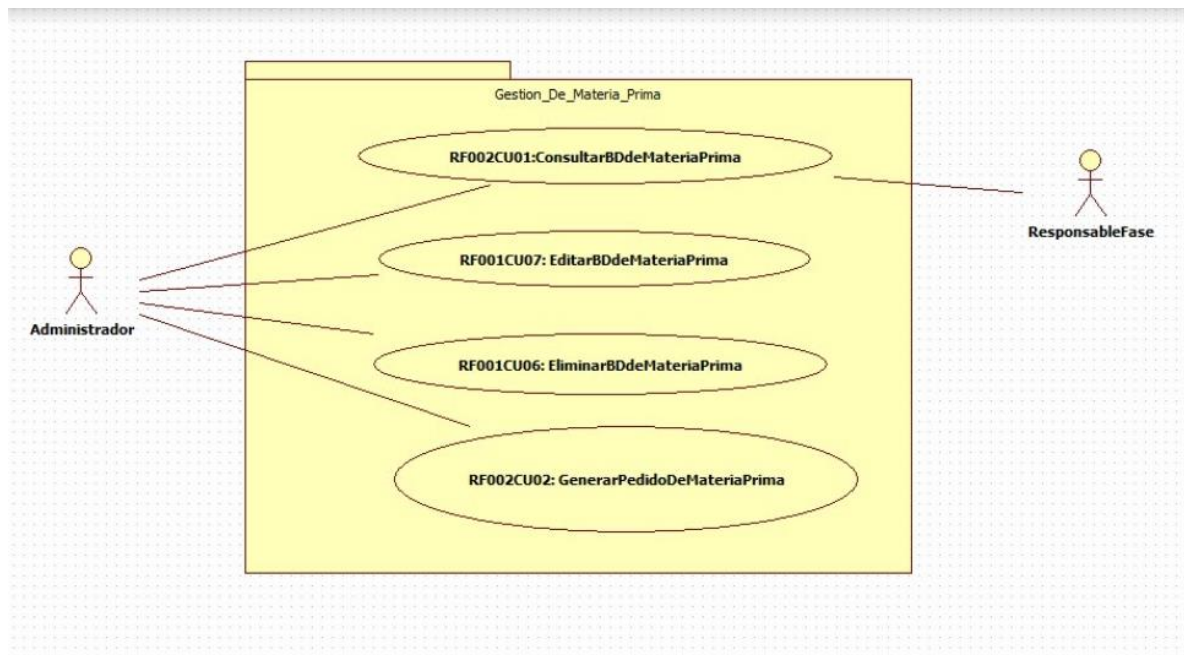 Gestion_De_Materia_Prima
RF002CU01:ConsultarBDdeMateriaPrima
ResponsableFase
RF001CU07: EditarBDdeMateriaPrima
Administrador
RF001CU06: EliminarBDdeMateriaPrima
RF002CU02: GenerarPedidoDeMateriaPrima